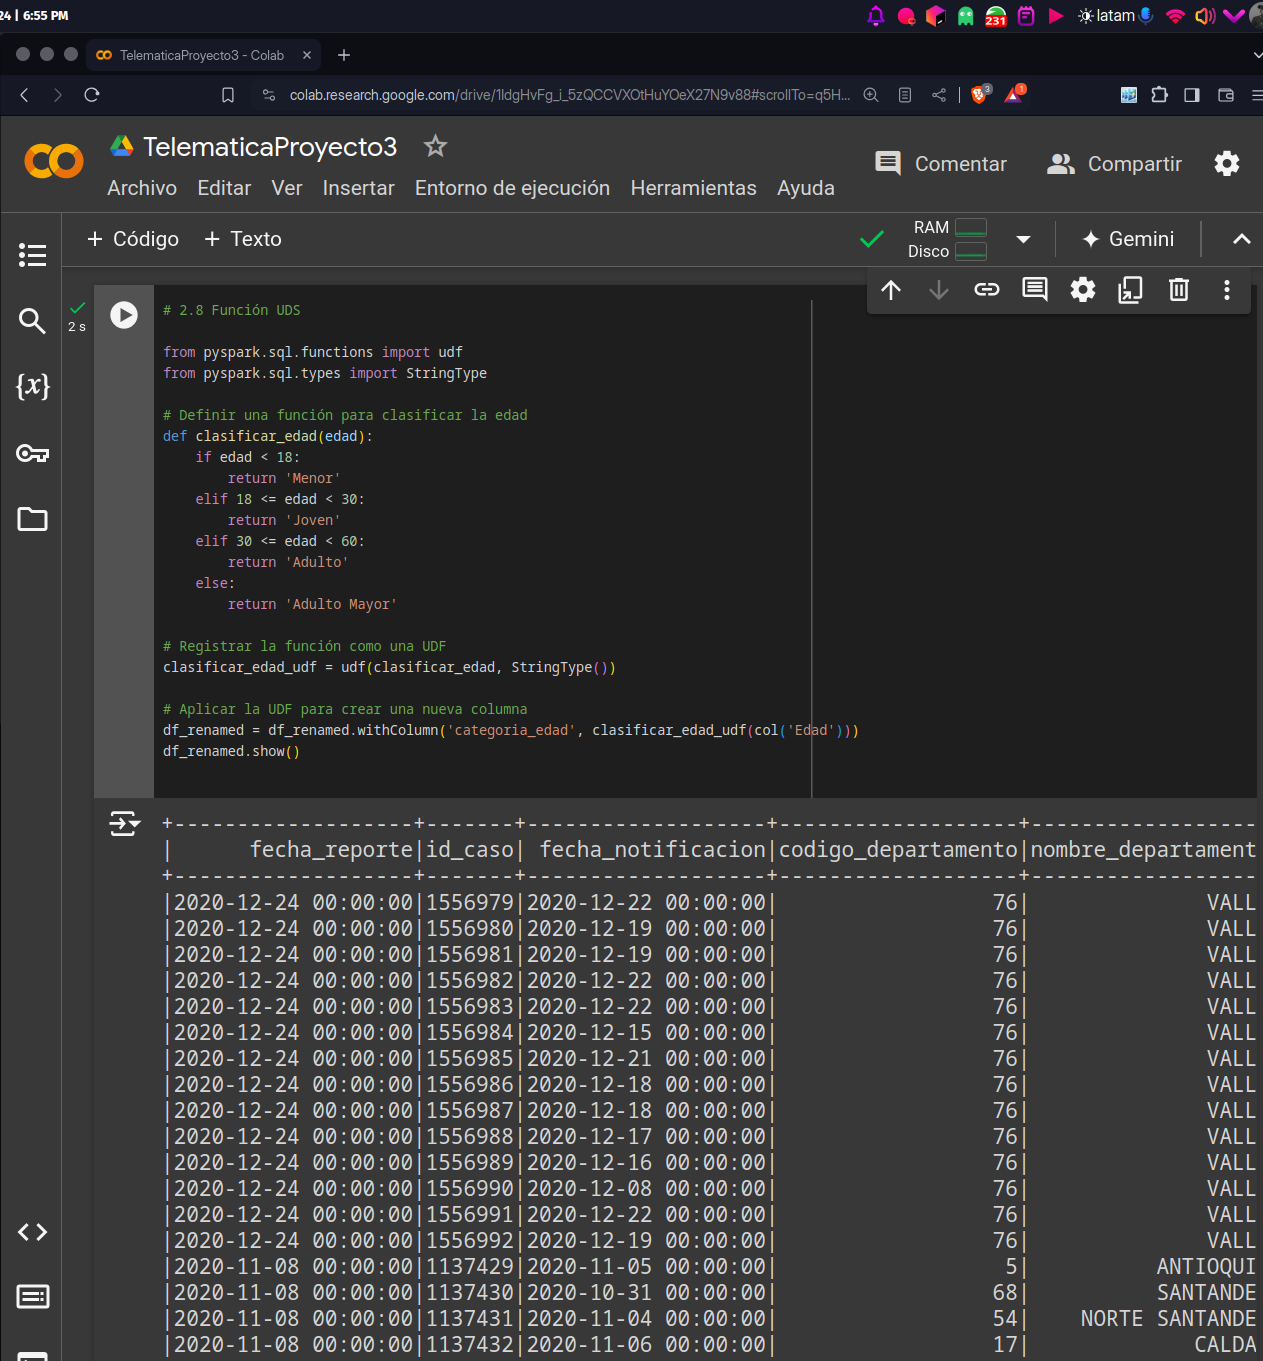 24 | 6:55 PM
231
latam
TelematicaProyecto3 - Colab
colab.research.google.com/drive/1ldgHvFg_i_5zQCCVXOtHuYOeX27N9v88#scrollTo=q5H...
3
1
TelematicaProyecto3
Archivo Editar Ver Insertar Entorno de ejecución Herramientas Ayuda
Comentar
Compartir
+ Código + Texto
RAM
Disco
Gemini
2 s
# 2.8 Función UDS
from pyspark.sql.functions import udf
from pyspark.sql.types import StringType
# Definir una función para clasificar la edad
def clasificar_edad(edad):
    if edad < 18:
        return 'Menor'
    elif 18 <= edad < 30:
        return 'Joven'
    elif 30 <= edad < 60:
        return 'Adulto'
    else:
        return 'Adulto Mayor'
# Registrar la función como una UDF
clasificar_edad_udf = udf(clasificar_edad, StringType())
# Aplicar la UDF para crear una nueva columna
df_renamed = df_renamed.withColumn('categoria_edad', clasificar_edad_udf(col('Edad')))
df_renamed.show()
+-------------------+-------+-------------------+-------------------+------------------
|      fecha_reporte|id_caso| fecha_notificacion|codigo_departamento|nombre_departament
+-------------------+-------+-------------------+-------------------+------------------
|2020-12-24 00:00:00|1556979|2020-12-22 00:00:00|                 76|              VALL
|2020-12-24 00:00:00|1556980|2020-12-19 00:00:00|                 76|              VALL
|2020-12-24 00:00:00|1556981|2020-12-19 00:00:00|                 76|              VALL
|2020-12-24 00:00:00|1556982|2020-12-22 00:00:00|                 76|              VALL
|2020-12-24 00:00:00|1556983|2020-12-22 00:00:00|                 76|              VALL
|2020-12-24 00:00:00|1556984|2020-12-15 00:00:00|                 76|              VALL
|2020-12-24 00:00:00|1556985|2020-12-21 00:00:00|                 76|              VALL
|2020-12-24 00:00:00|1556986|2020-12-18 00:00:00|                 76|              VALL
|2020-12-24 00:00:00|1556987|2020-12-18 00:00:00|                 76|              VALL
|2020-12-24 00:00:00|1556988|2020-12-17 00:00:00|                 76|              VALL
|2020-12-24 00:00:00|1556989|2020-12-16 00:00:00|                 76|              VALL
|2020-12-24 00:00:00|1556990|2020-12-08 00:00:00|                 76|              VALL
|2020-12-24 00:00:00|1556991|2020-12-22 00:00:00|                 76|              VALL
|2020-12-24 00:00:00|1556992|2020-12-19 00:00:00|                 76|              VALL
|2020-11-08 00:00:00|1137429|2020-11-05 00:00:00|                  5|          ANTIOQUI
|2020-11-08 00:00:00|1137430|2020-10-31 00:00:00|                 68|          SANTANDE
|2020-11-08 00:00:00|1137431|2020-11-04 00:00:00|                 54|    NORTE SANTANDE
|2020-11-08 00:00:00|1137432|2020-11-06 00:00:00|                 17|             CALDA